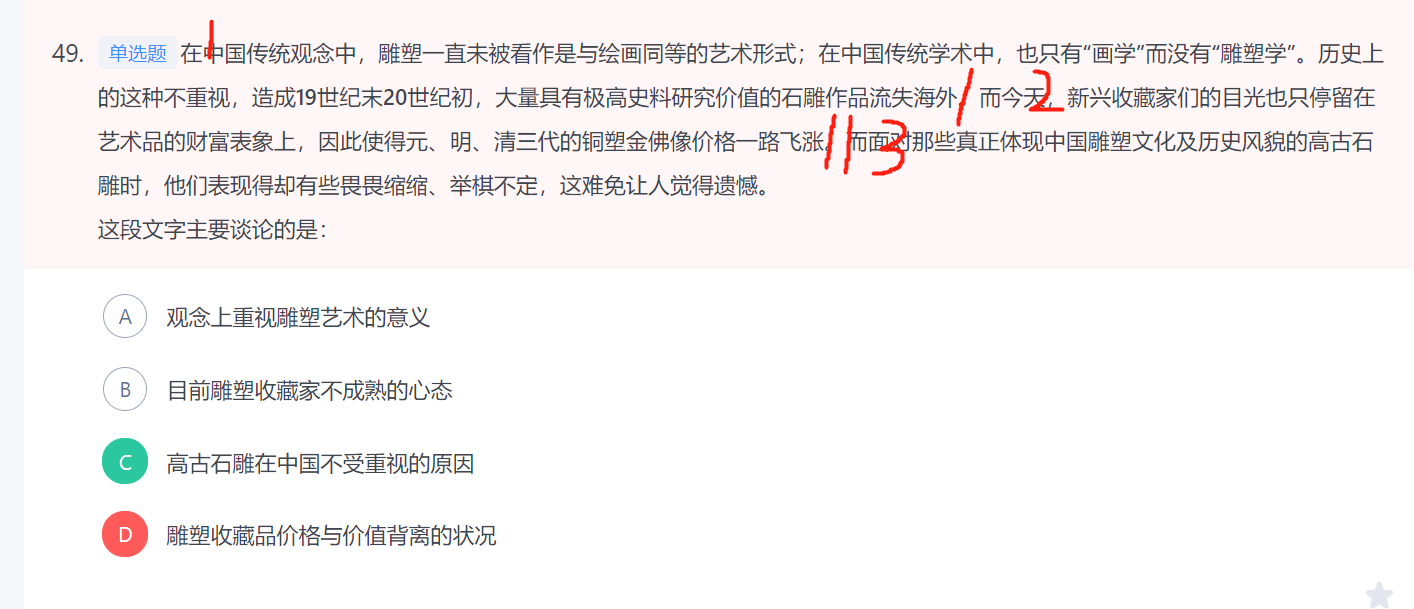 49. 单选题 在中国传统观念中，雕塑一直未被看作是与绘画同等的艺术形式；在中国传统学术中，也只有“画学”而没有“雕塑学”。历史上
的这种不重视，造成19世纪末20世纪初，大量具有极高史料研究价值的石雕作品流失海外，而今天，新兴收藏家们的目光也只停留在
艺术品的财富表象上，因此使得元、明、清三代的铜塑金佛像价格一路飞涨。而面对那些真正体现中国雕塑文化及历史风貌的高古石
雕时，他们表现得却有些畏畏缩缩、举棋不定，这难免让人觉得遗憾。
这段文字主要谈论的是：
A 观念上重视雕塑艺术的意义
B 目前雕塑收藏家不成熟的心态
C 高古石雕在中国不受重视的原因
D 雕塑收藏品价格与价值背离的状况
1
2
3